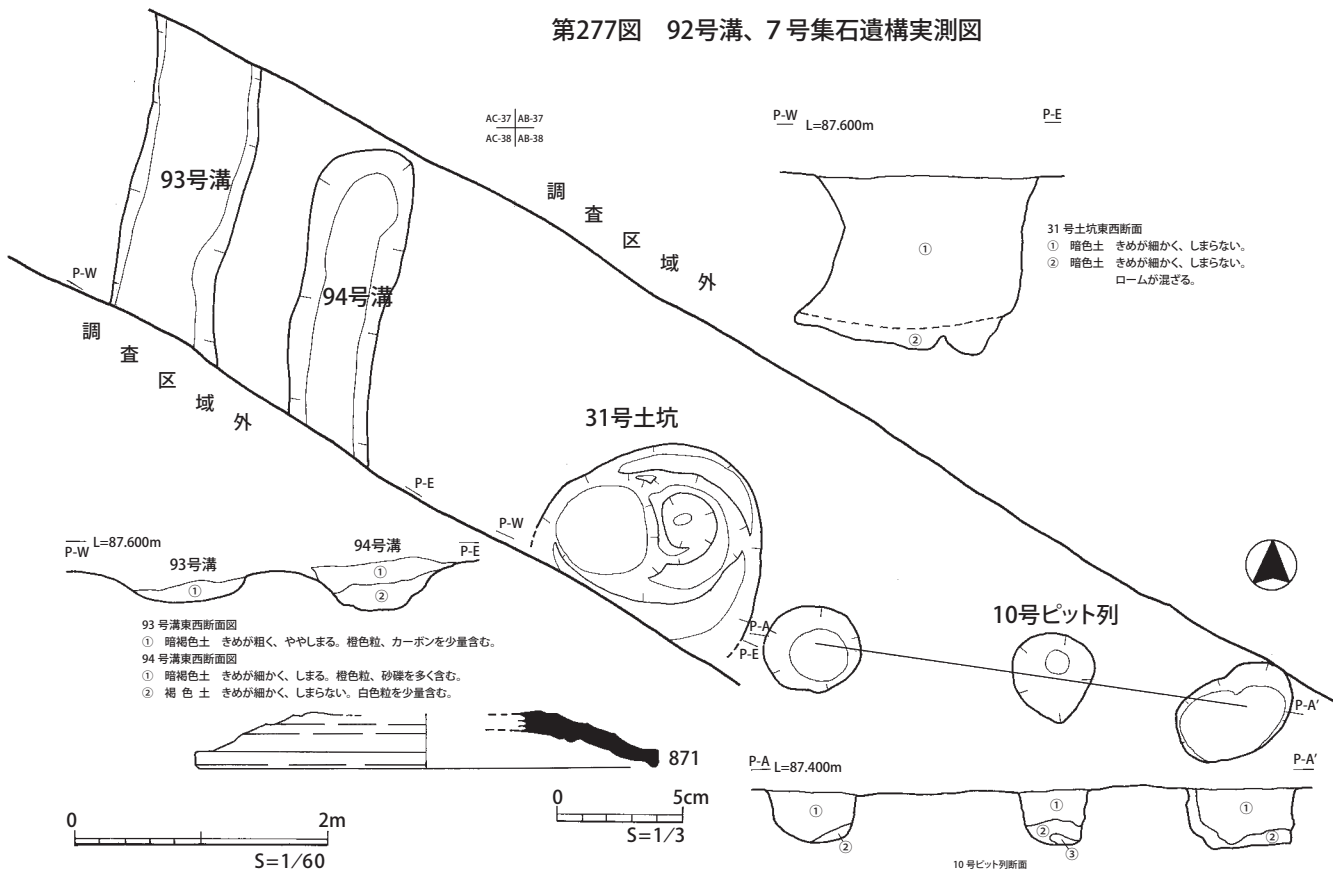 第277図　92号溝、7号集石遺構実測図
AC-37 AB-37
AC-38 AB-38
P-W L=87.600m P-E
93号溝
調査区域外
31号土坑東西断面
① 暗色土　きめが細かく、しまらない。
② 暗色土　きめが細かく、しまらない。
ロームが混ざる。
①
②
P-W
94号溝
調査区域外
31号土坑
P-E
P-W
P-W L=87.600m
93号溝
94号溝
P-E
①
①
②
93号溝東西断面図
① 暗褐色土　きめが粗く、ややしまる。橙色粒、カーボンを少量含む。
94号溝東西断面図
① 暗褐色土　きめが細かく、しまる。橙色粒、砂礫を多く含む。
② 褐色土　きめが細かく、しまらない。白色粒を少量含む。
10号ピット列
P-A
P-E
P-A'
871
P-A L=87.400m P-A'
①
②
①
②
③
①
②
10号ピット列断面
0 2m
S=1/60
0 5cm
S=1/3